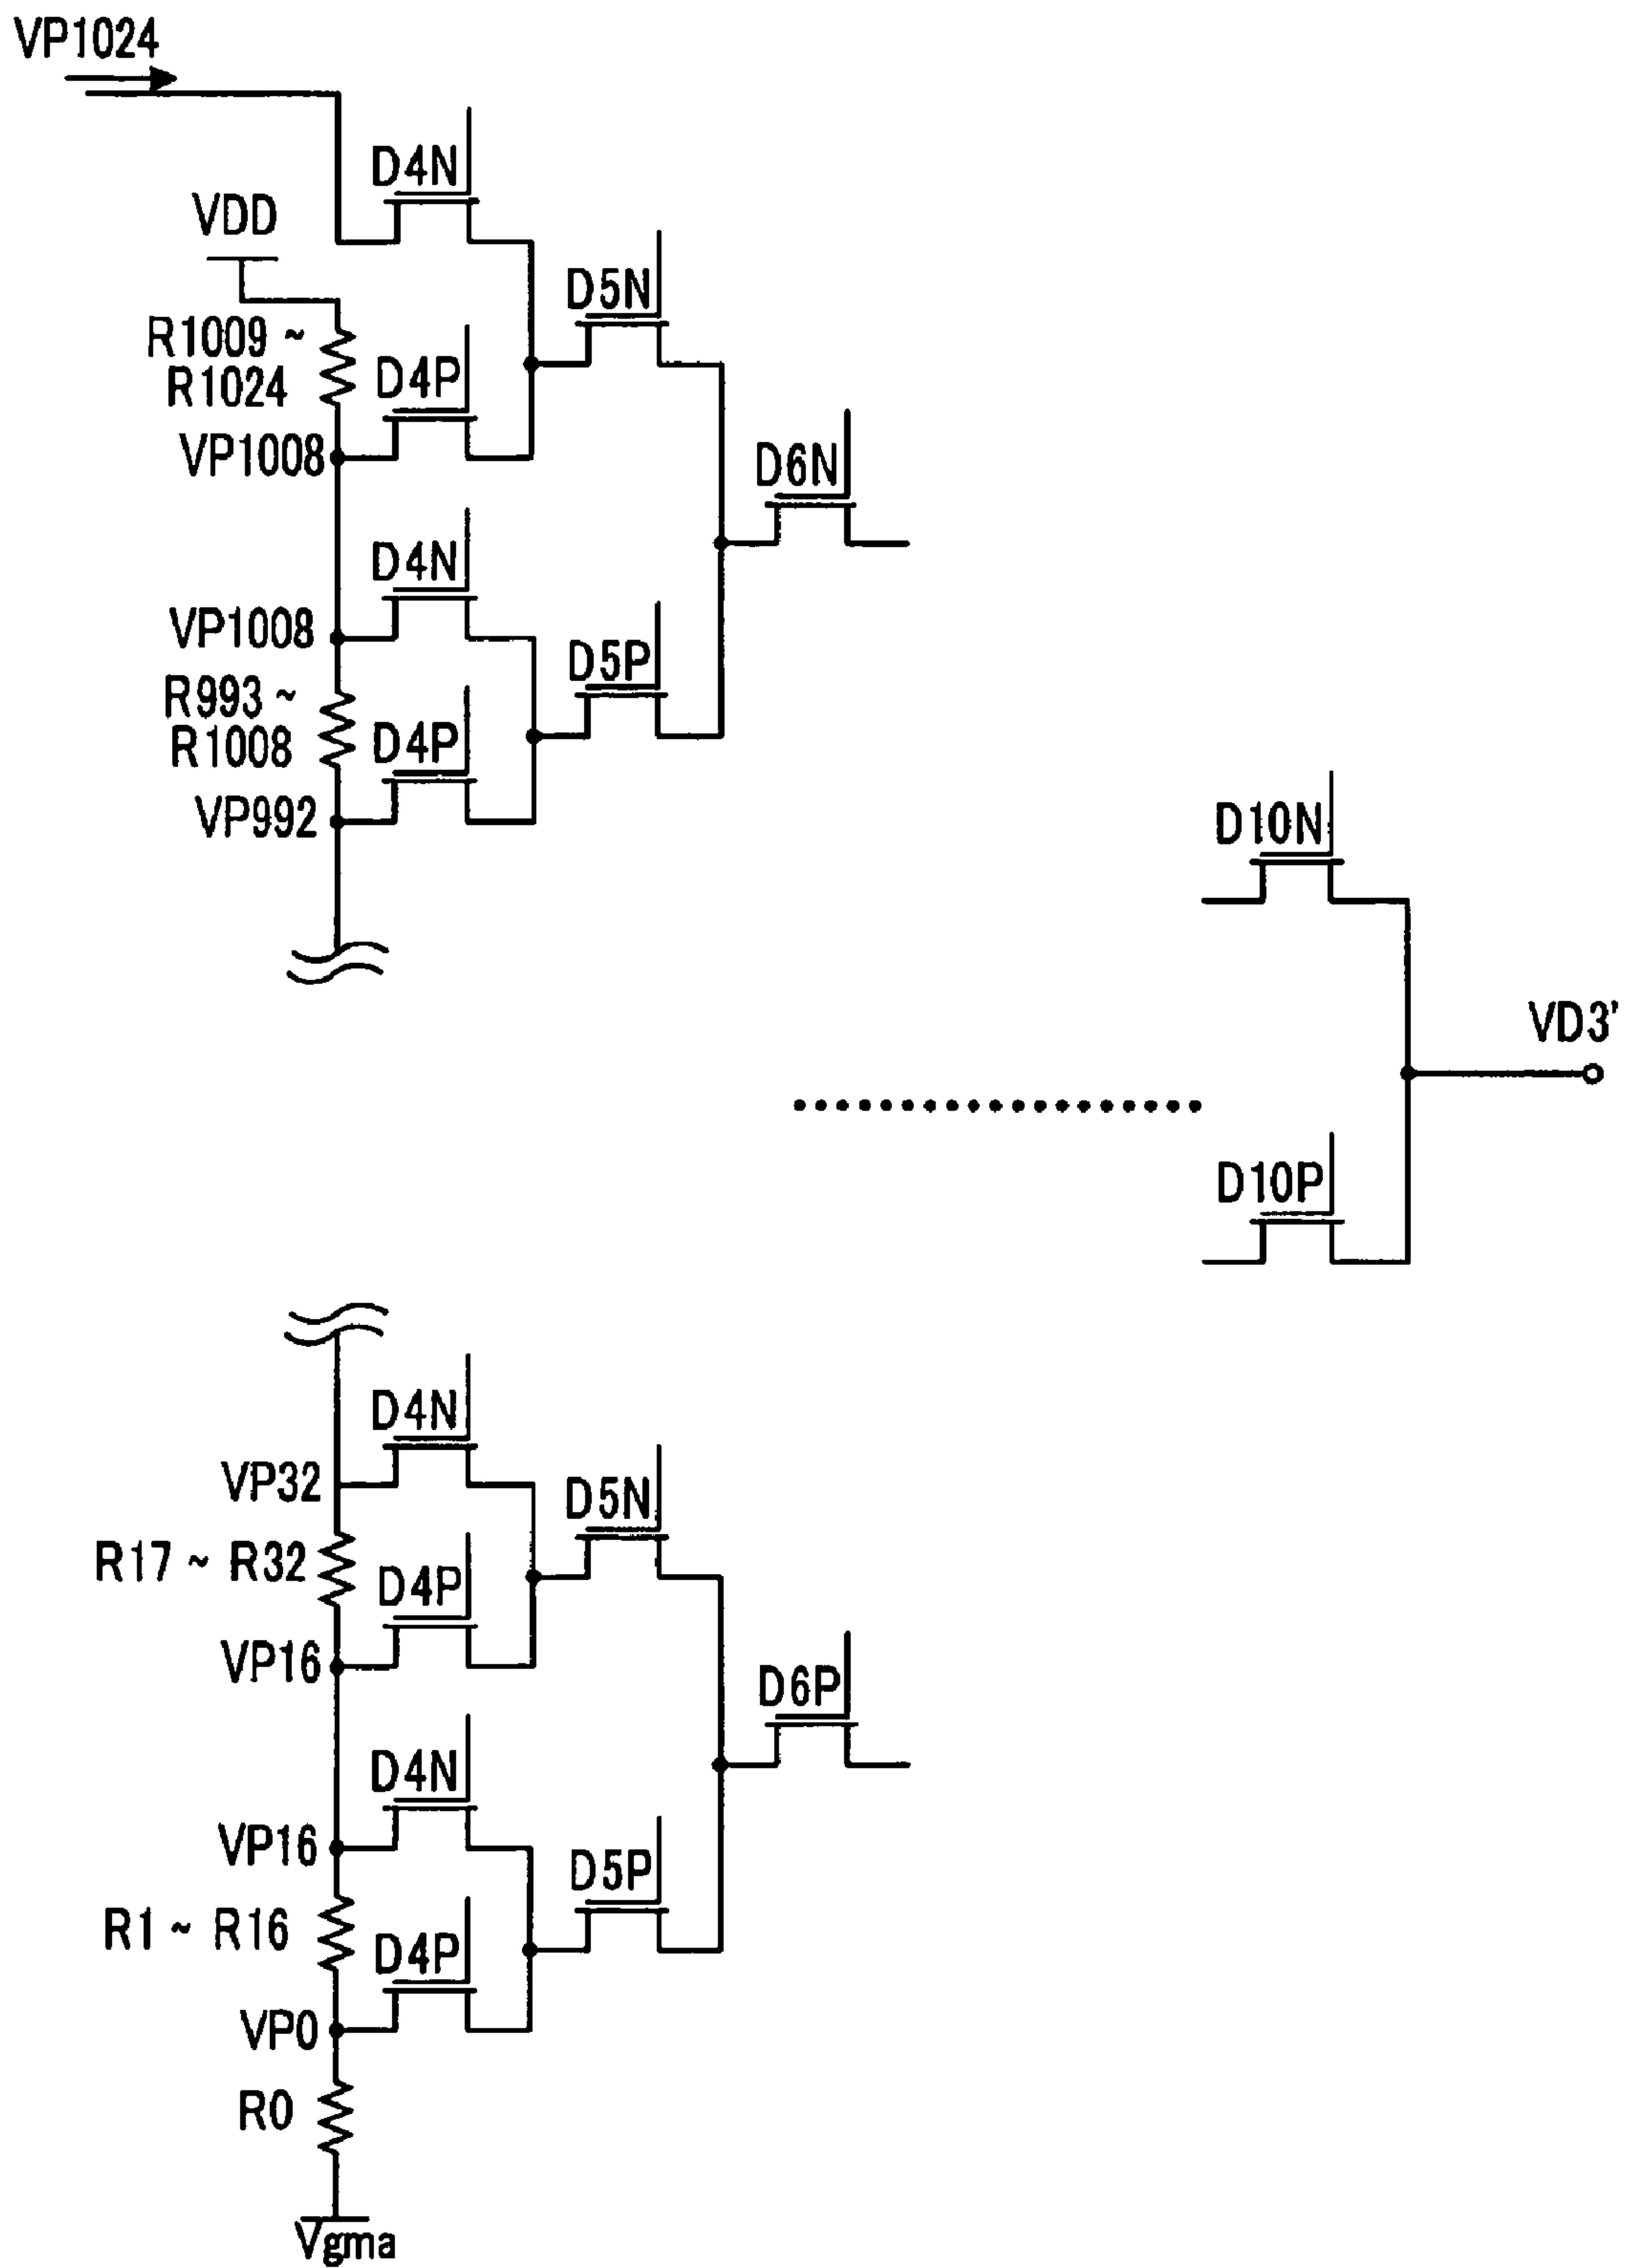 VP1024
D4N
VDD
D5N
R1009 ~
R1024
D4P
VP1008
D6N
D4N
VP1008
D5P
R993 ~
R1008
D4P
VP992
D10N
VD3'
D10P
D4N
VP32
D5N
R17 ~ R32
D4P
VP16
D6P
D4N
VP16
D5P
R1 ~ R16
D4P
VP0
R0
Vgma